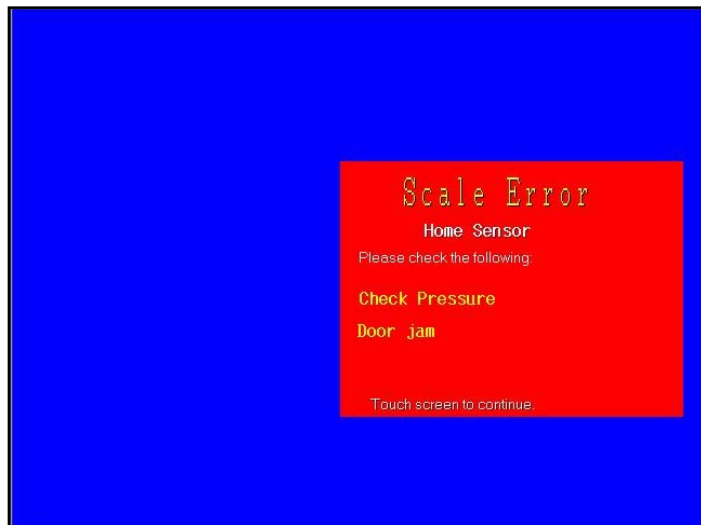 Scale Error
Home Sensor
Please check the following:
Check Pressure
Door jam
Touch screen to continue.